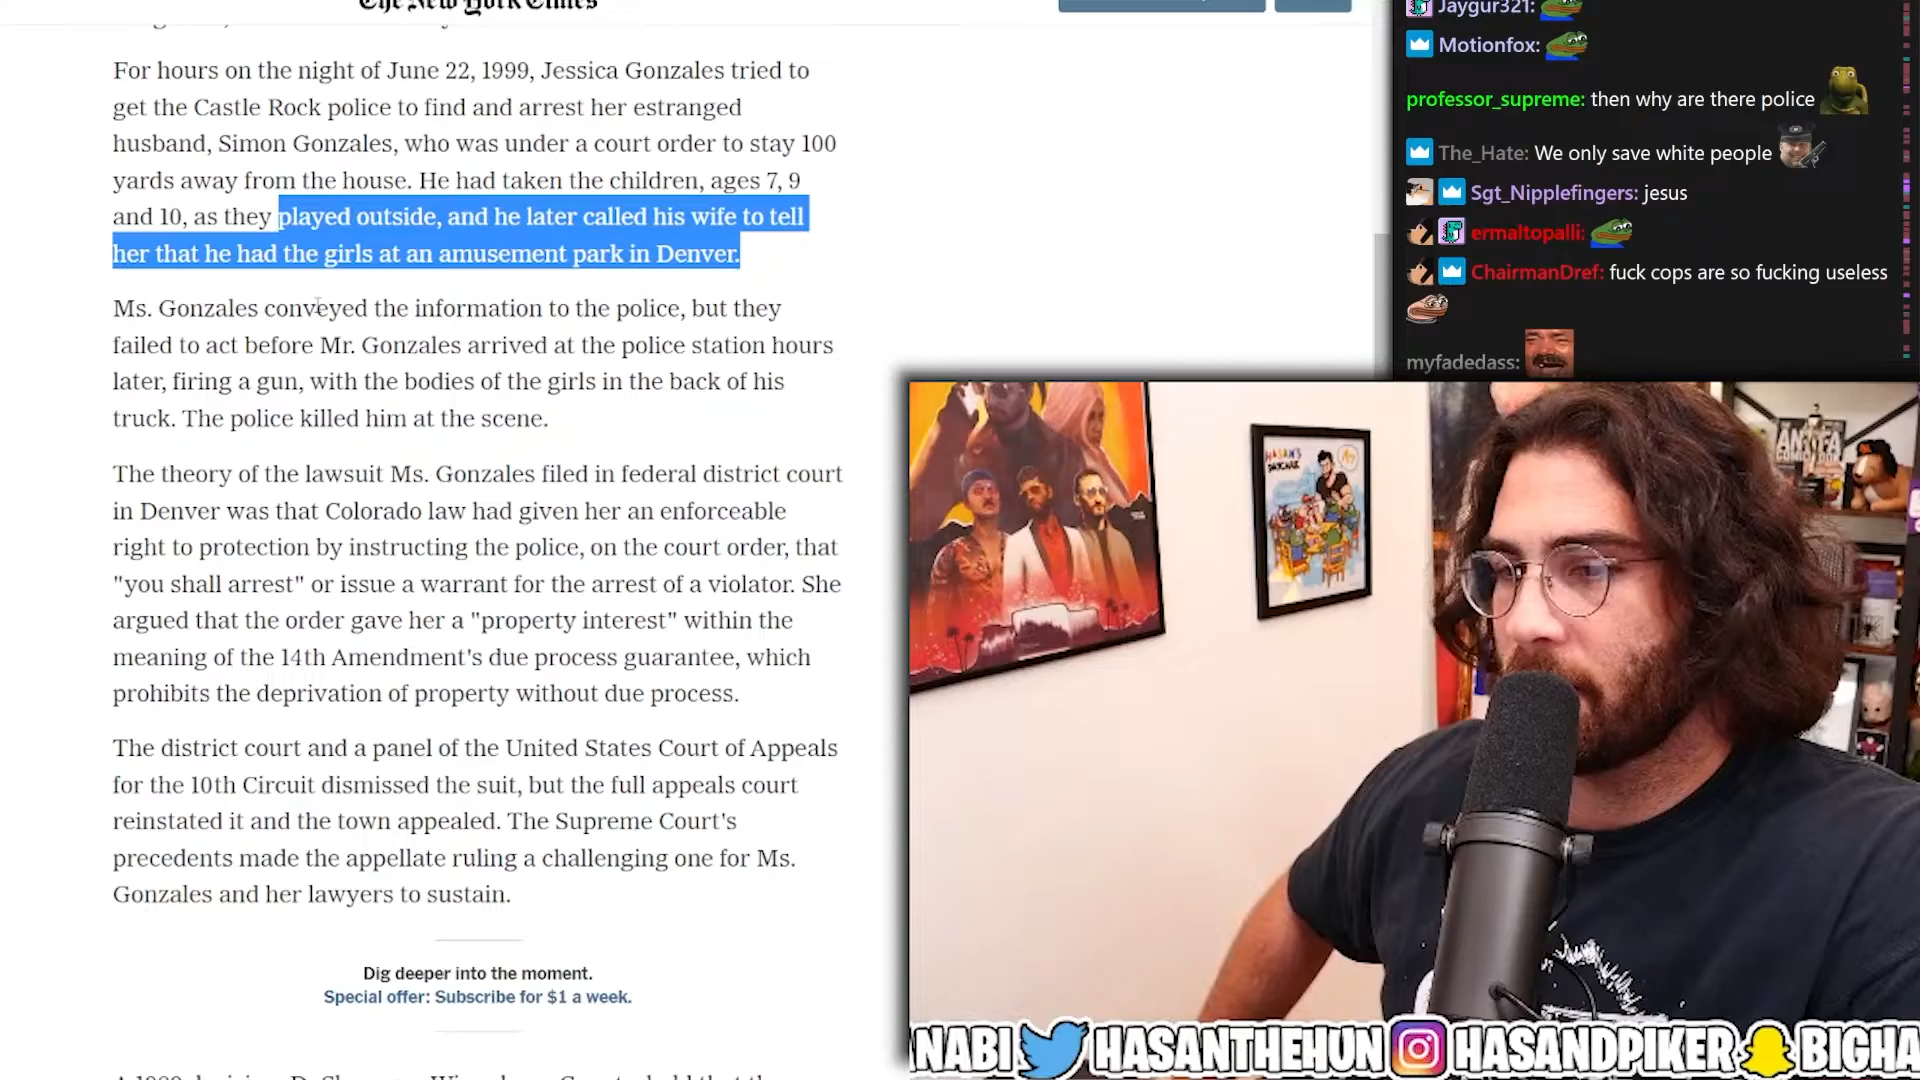 The New York Times
For hours on the night of June 22, 1999, Jessica Gonzales tried to
get the Castle Rock police to find and arrest her estranged
husband, Simon Gonzales, who was under a court order to stay 100
yards away from the house. He had taken the children, ages 7, 9
and 10, as they played outside, and he later called his wife to tell
her that he had the girls at an amusement park in Denver.
Ms. Gonzales conveyed the information to the police, but they
failed to act before Mr. Gonzales arrived at the police station hours
later, firing a gun, with the bodies of the girls in the back of his
truck. The police killed him at the scene.
The theory of the lawsuit Ms. Gonzales filed in federal district court
in Denver was that Colorado law had given her an enforceable
right to protection by instructing the police, on the court order, that
"you shall arrest" or issue a warrant for the arrest of a violator. She
argued that the order gave her a "property interest" within the
meaning of the 14th Amendment's due process guarantee, which
prohibits the deprivation of property without due process.
The district court and a panel of the United States Court of Appeals
for the 10th Circuit dismissed the suit, but the full appeals court
reinstated it and the town appealed. The Supreme Court's
precedents made the appellate ruling a challenging one for Ms.
Gonzales and her lawyers to sustain.
Dig deeper into the moment.
Special offer: Subscribe for $1 a week.
Jaygur321:
Motionfox:
professor_supreme: then why are there police
The_Hate: We only save white people
Sgt_Nipplefingers: jesus
ermaltopalli:
ChairmanDref: fuck cops are so fucking useless
myfadedass:
HASAN'S
DAYCARE
NABI HASANTHEHUN HASANDPIKER BIGHA